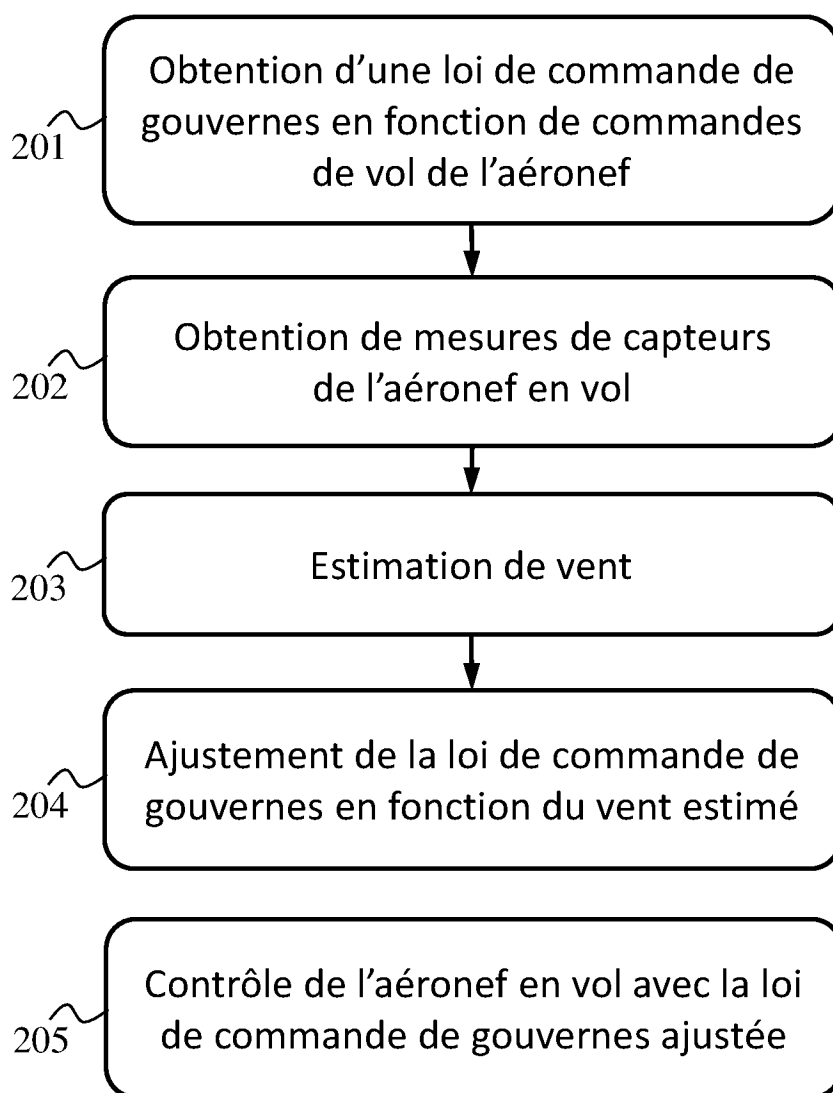 Obtention d’une loi de commande de
gouvernes en fonction de commandes
de vol de l’aéronef
201
Obtention de mesures de capteurs
de l’aéronef en vol
202
Estimation de vent
203
Ajustement de la loi de commande de
gouvernes en fonction du vent estimé
204
Contrôle de l’aéronef en vol avec la loi
de commande de gouvernes ajustée
205